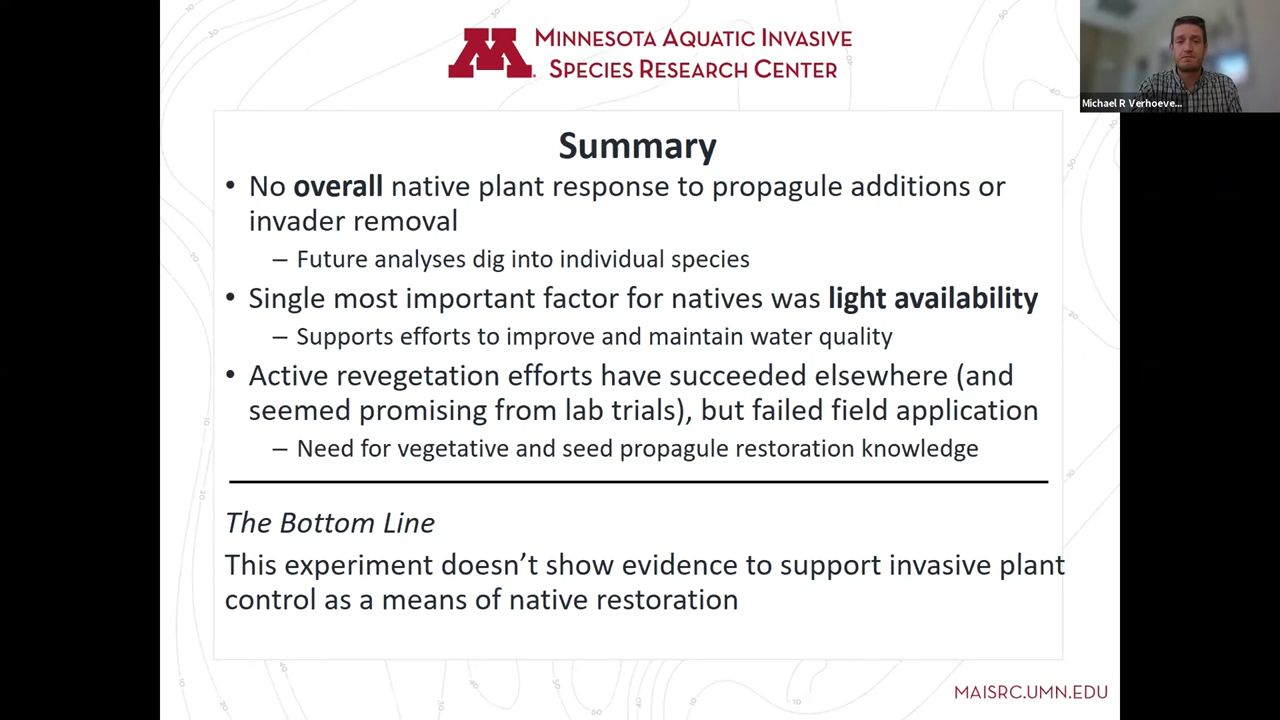 MINNESOTA AQUATIC INVASIVE
SPECIES RESEARCH CENTER
Michael R Verhoeve...
Summary
• No overall native plant response to propagule additions or
invader removal
– Future analyses dig into individual species
• Single most important factor for natives was light availability
– Supports efforts to improve and maintain water quality
• Active revegetation efforts have succeeded elsewhere (and
seemed promising from lab trials), but failed field application
– Need for vegetative and seed propagule restoration knowledge
The Bottom Line
This experiment doesn't show evidence to support invasive plant
control as a means of native restoration
MAISRC.UMN.EDU